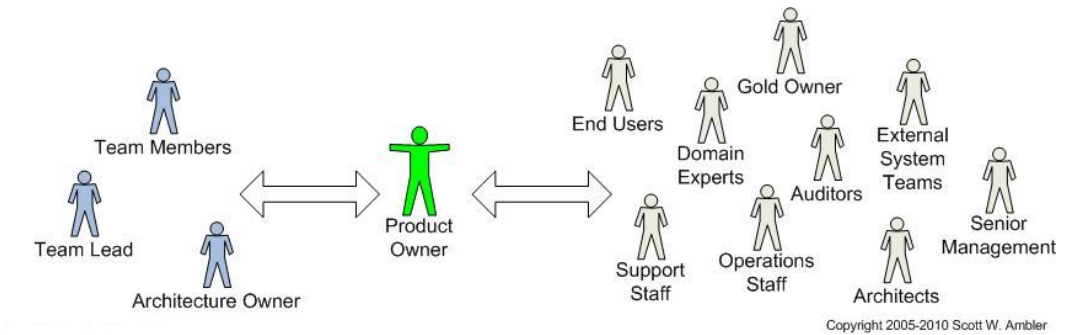 Team Members
Team Lead
Architecture Owner
Product
Owner
End Users
Gold Owner
Domain
Experts
Auditors
External
System
Teams
Senior
Management
Support
Staff
Operations
Staff
Architects
Copyright 2005-2010 Scott W. Ambler